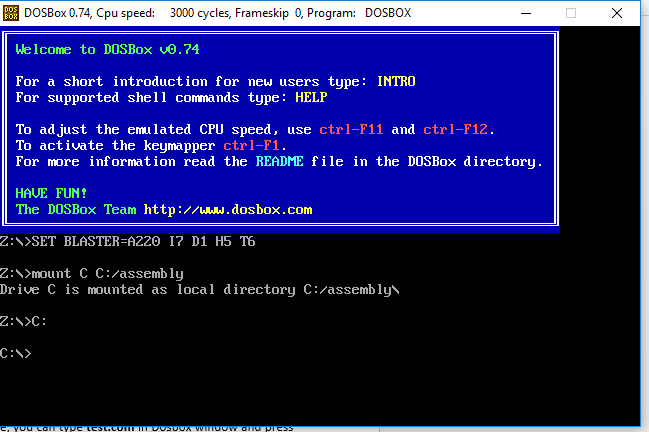 DOS
BOX
DOSBox 0.74, Cpu speed: 3000 cycles, Frameskip 0, Program: DOSBOX
Welcome to DOSBox v0.74
For a short introduction for new users type: INTRO
For supported shell commands type: HELP
To adjust the emulated CPU speed, use ctrl-F11 and ctrl-F12.
To activate the keymapper ctrl-F1.
For more information read the README file in the DOSBox directory.
HAVE FUN!
The DOSBox Team http://www.dosbox.com
Z:\>SET BLASTER=A220 I7 D1 H5 T6
Z:\>mount C C:/assembly
Drive C is mounted as local directory C:/assembly\
Z:\>C:
C:\>
e, you can type test.com in Dosbox window and press